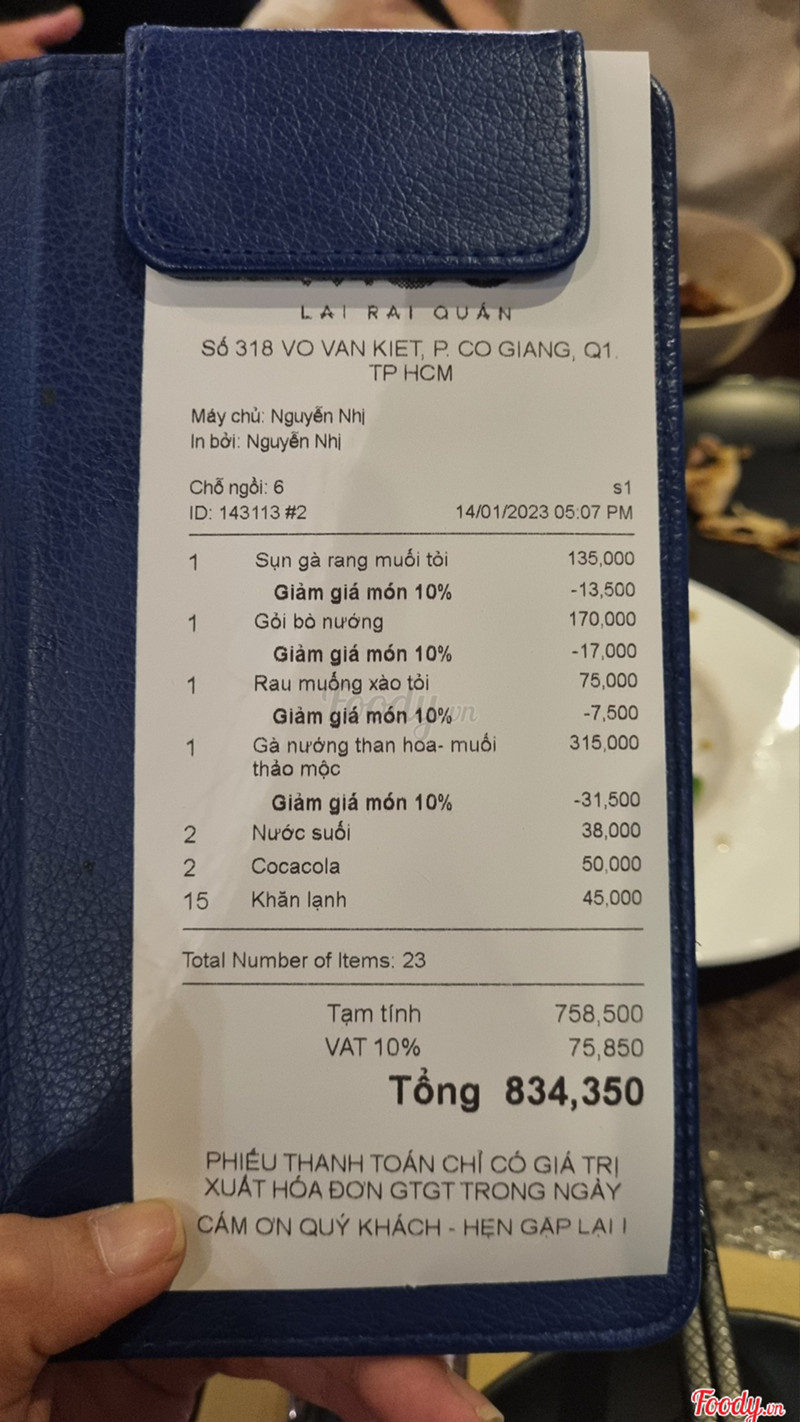 LAI RAI QUÁN
Số 318 VO VAN KIET, P. CO GIANG, Q1.
TP HCM
Máy chủ: Nguyễn Nhị
In bởi: Nguyễn Nhị
Chỗ ngồi: 6 s1
ID: 143113 #2 14/01/2023 05:07 PM
1 Sụn gà rang muối tỏi 135,000
Giảm giá món 10% -13,500
1 Gỏi bò nướng 170,000
Giảm giá món 10% -17,000
1 Rau muống xào tỏi 75,000
Giảm giá món 10% -7,500
1 Gà nướng than hoa- muối 315,000
thảo mộc
Giảm giá món 10% -31,500
2 Nước suối 38,000
2 Cocacola 50,000
15 Khăn lạnh 45,000
Total Number of Items: 23
Tạm tính 758,500
VAT 10% 75,850
Tổng 834,350
PHIẾU THANH TOÁN CHỈ CÓ GIÁ TRỊ
XUẤT HÓA ĐƠN GTGT TRONG NGÀY
CÁM ƠN QUÝ KHÁCH - HẸN GẶP LẠI !
Foody.vn
Foody.vn